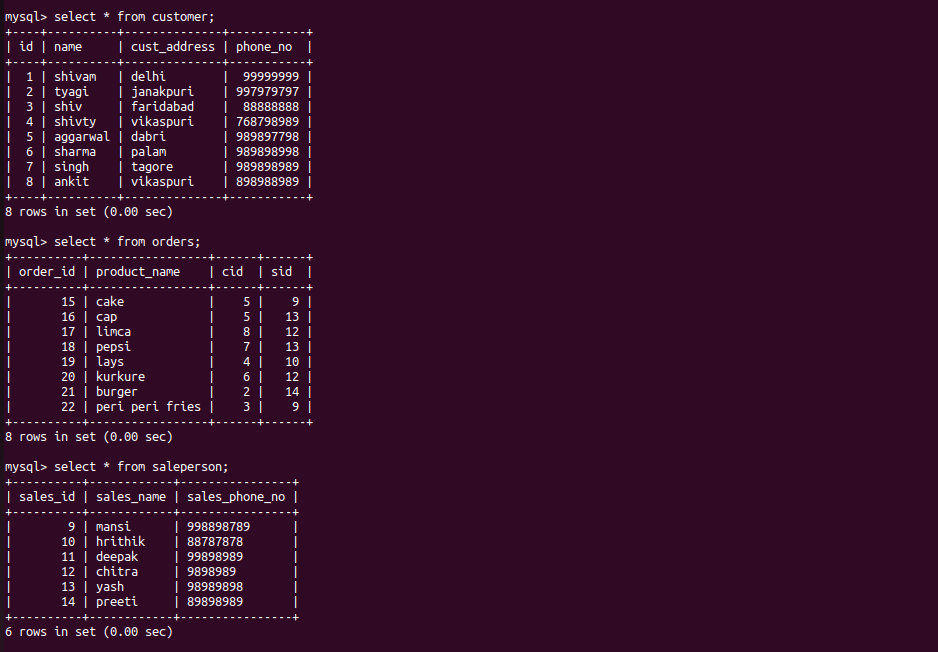 mysql> select * from customer;
+----+----------+--------------+-----------+
| id | name     | cust_address | phone_no  |
+----+----------+--------------+-----------+
|  1 | shivam   | delhi        |  99999999 |
|  2 | tyagi    | janakpuri    | 997979797 |
|  3 | shiv     | faridabad    |  88888888 |
|  4 | shivty   | vikaspuri    | 768798989 |
|  5 | aggarwal | dabri        | 989897798 |
|  6 | sharma   | palam        | 989898998 |
|  7 | singh    | tagore       | 989898989 |
|  8 | ankit    | vikaspuri    | 898988989 |
+----+----------+--------------+-----------+
8 rows in set (0.00 sec)
mysql> select * from orders;
+----------+-----------------+------+------+
| order_id | product_name    | cid  | sid  |
+----------+-----------------+------+------+
|       15 | cake            |    5 |    9 |
|       16 | cap             |    5 |   13 |
|       17 | limca           |    8 |   12 |
|       18 | pepsi           |    7 |   13 |
|       19 | lays            |    4 |   10 |
|       20 | kurkure         |    6 |   12 |
|       21 | burger          |    2 |   14 |
|       22 | peri peri fries |    3 |    9 |
+----------+-----------------+------+------+
8 rows in set (0.00 sec)
mysql> select * from saleperson;
+----------+------------+----------------+
| sales_id | sales_name | sales_phone_no |
+----------+------------+----------------+
|        9 | mansi      | 998898789      |
|       10 | hrithik    | 88787878       |
|       11 | deepak     | 99898989       |
|       12 | chitra     | 9898989        |
|       13 | yash       | 98989898       |
|       14 | preeti     | 89898989       |
+----------+------------+----------------+
6 rows in set (0.00 sec)